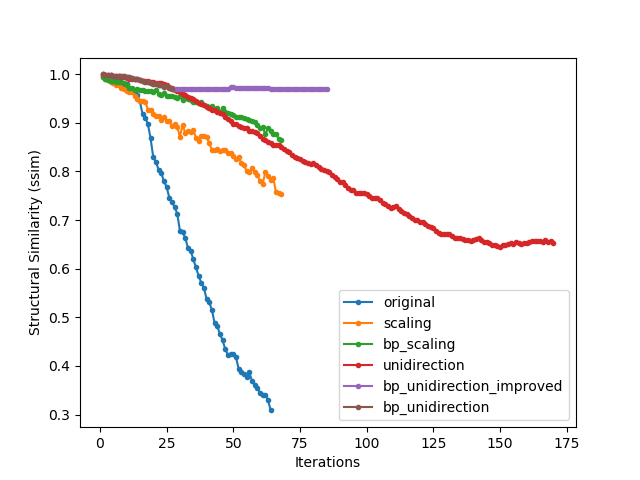 1.0
0.9
0.8
0.7
0.6
0.5
0.4
0.3
Structural Similarity (ssim)
original
scaling
bp_scaling
unidirection
bp_unidirection_improved
bp_unidirection
0 25 50 75 100 125 150 175
Iterations